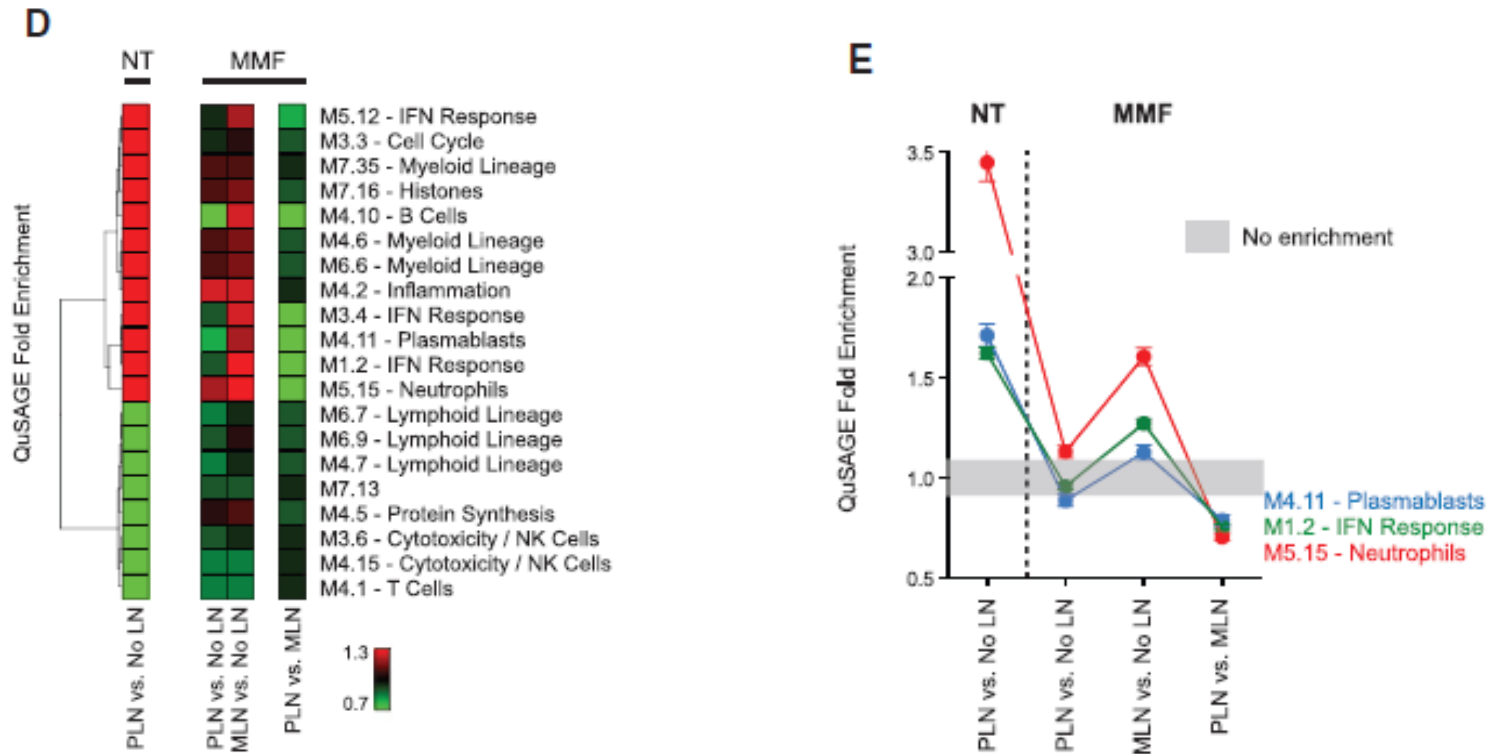 D
NT
MMF
QuSAGE Fold Enrichment
M5.12 - IFN Response
M3.3 - Cell Cycle
M7.35 - Myeloid Lineage
M7.16 - Histones
M4.10 - B Cells
M4.6 - Myeloid Lineage
M6.6 - Myeloid Lineage
M4.2 - Inflammation
M3.4 - IFN Response
M4.11 - Plasmablasts
M1.2 - IFN Response
M5.15 - Neutrophils
M6.7 - Lymphoid Lineage
M6.9 - Lymphoid Lineage
M4.7 - Lymphoid Lineage
M7.13
M4.5 - Protein Synthesis
M3.6 - Cytotoxicity / NK Cells
M4.15 - Cytotoxicity / NK Cells
M4.1 - T Cells
PLN vs. No LN
PLN vs. No LN
MLN vs. No LN
PLN vs. MLN
1.3
0.7
E
NT
MMF
QuSAGE Fold Enrichment
3.5
3.0
2.0
1.5
1.0
0.5
No enrichment
M4.11 - Plasmablasts
M1.2 - IFN Response
M5.15 - Neutrophils
PLN vs. No LN
PLN vs. No LN
MLN vs. No LN
PLN vs. MLN